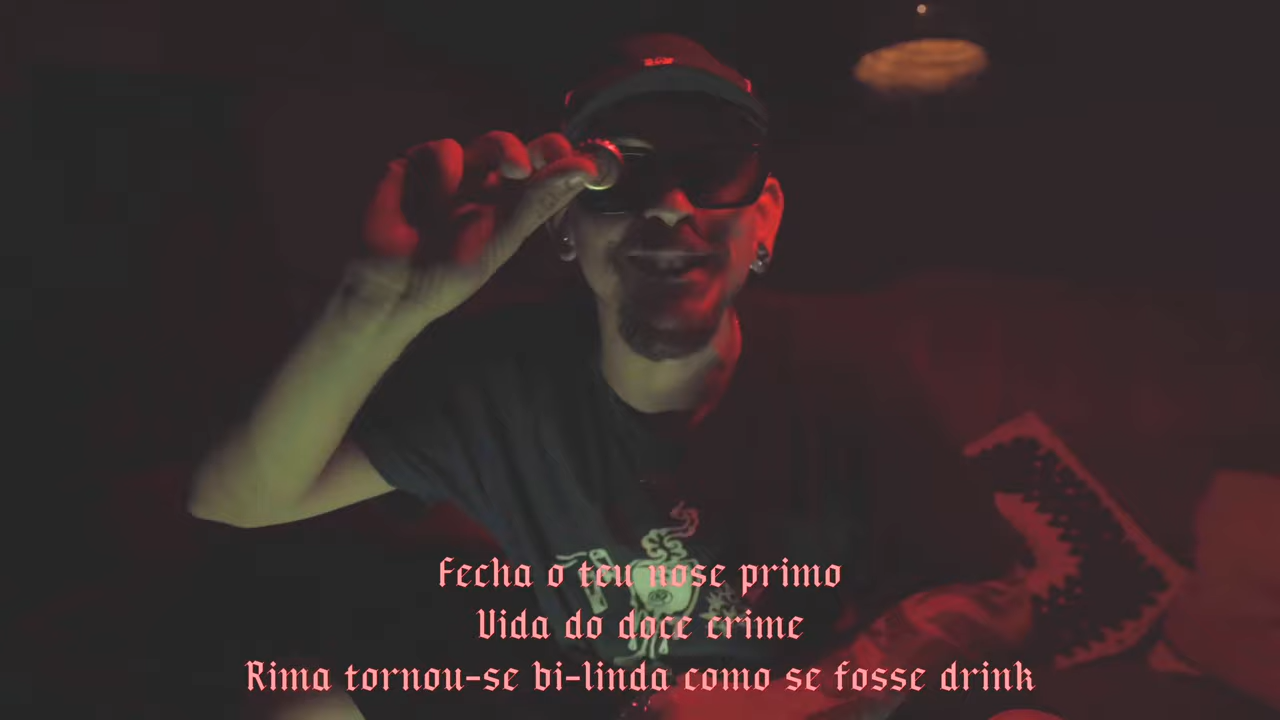 Fecha o teu nose primo
Vida do doce crime
Rima tornou-se bi-linda como se fosse drink